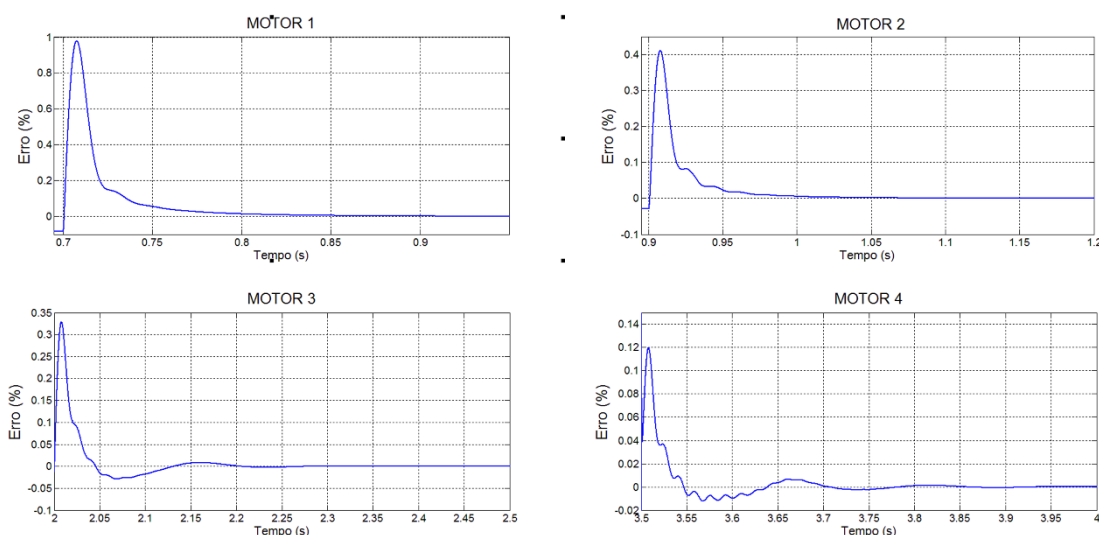 MOTOR 1
1
0.8
0.6
0.4
0.2
0
Erro (%)
0.7 0.75 0.8 0.85 0.9
Tempo (s)
MOTOR 2
0.4
0.3
0.2
0.1
0
-0.1
Erro (%)
0.9 0.95 1 1.05 1.1 1.15 1.2
Tempo (s)
MOTOR 3
0.35
0.3
0.25
0.2
0.15
0.1
0.05
0
-0.05
-0.1
Erro (%)
2 2.05 2.1 2.15 2.2 2.25 2.3 2.35 2.4 2.45 2.5
Tempo (s)
MOTOR 4
0.14
0.12
0.1
0.08
0.06
0.04
0.02
0
-0.02
Erro (%)
3.5 3.55 3.6 3.65 3.7 3.75 3.8 3.85 3.9 3.95 4
Tempo (s)